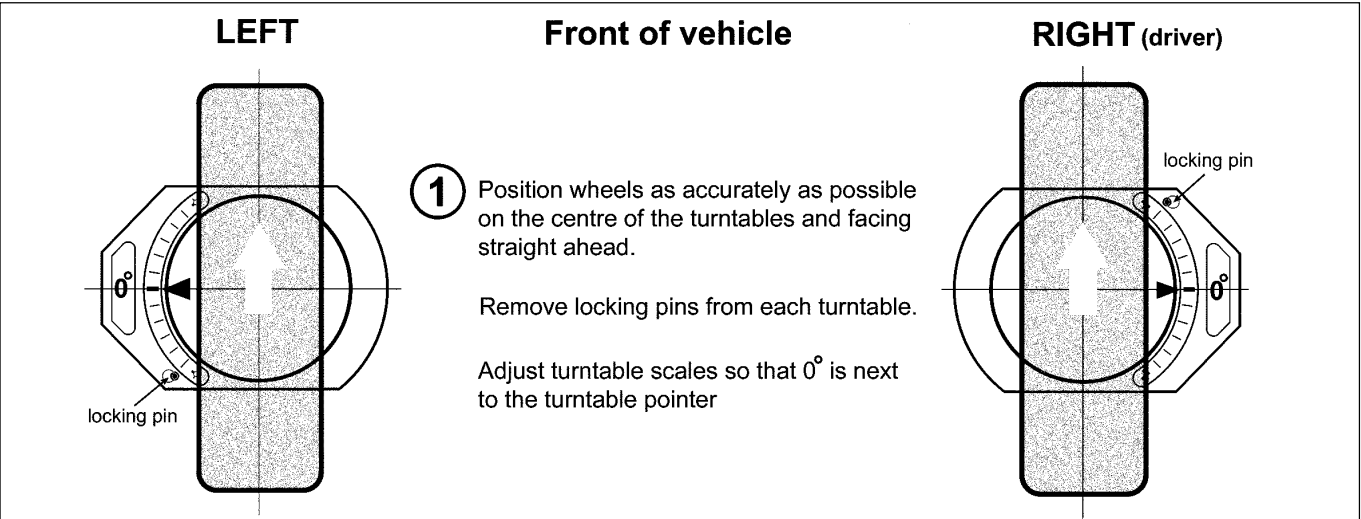 LEFT
Front of vehicle
RIGHT (driver)
locking pin
1
Position wheels as accurately as possible
on the centre of the turntables and facing
straight ahead.
0°
Remove locking pins from each turntable.
0°
Adjust turntable scales so that 0° is next
to the turntable pointer
locking pin